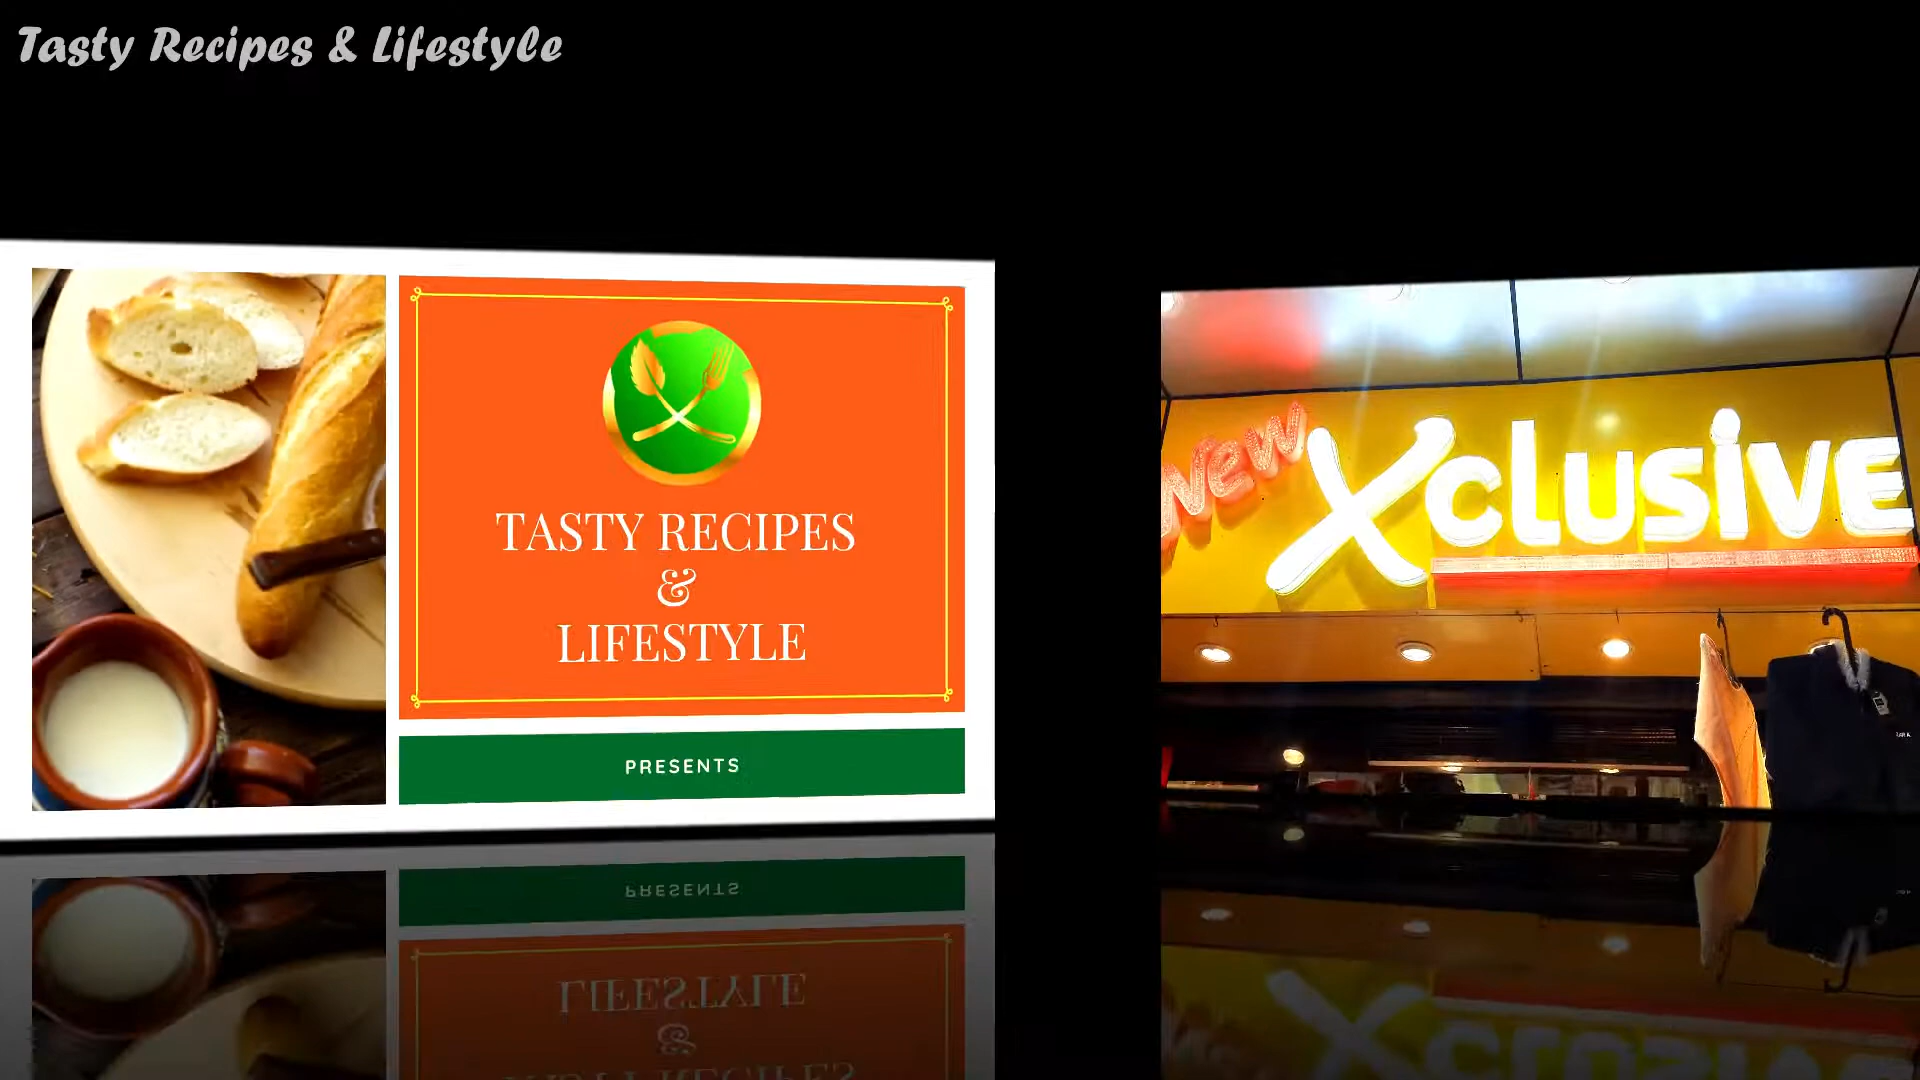 Tasty Recipes & Lifestyle
TASTY RECIPES
&
LIFESTYLE
PRESENTS
New Xclusive